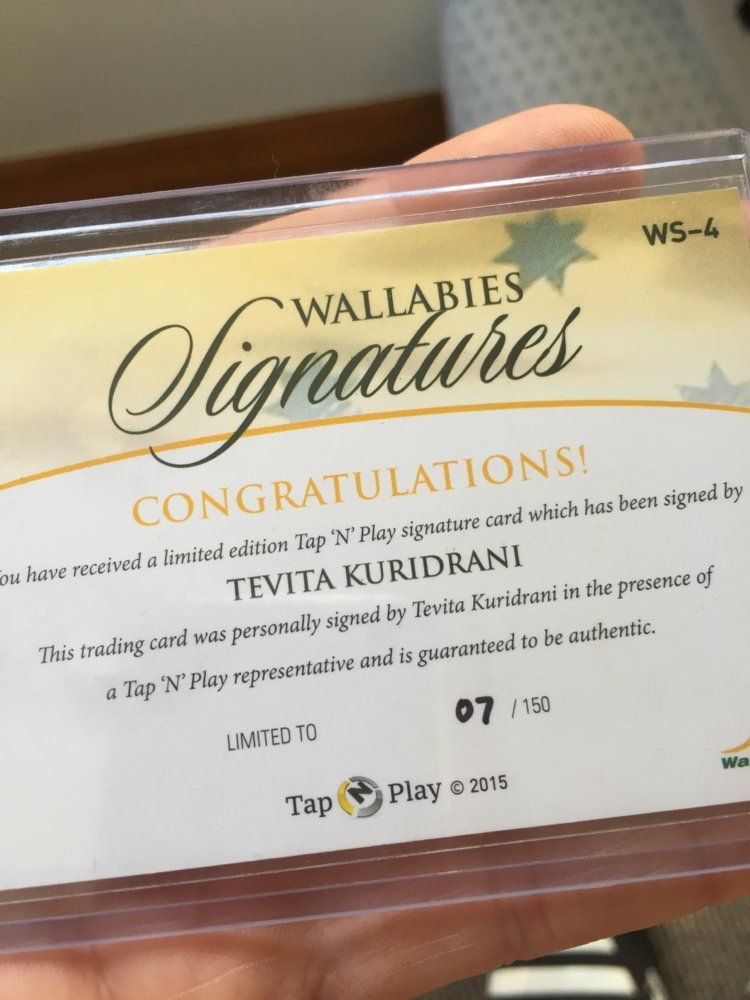 WS-4
WALLABIES
Signatures
CONGRATULATIONS!
You have received a limited edition Tap ‘N’ Play signature card which has been signed by
TEVITA KURIDRANI
This trading card was personally signed by Tevita Kuridrani in the presence of
a Tap ‘N’ Play representative and is guaranteed to be authentic.
LIMITED TO 07 / 150
Tap N Play © 2015
Wa